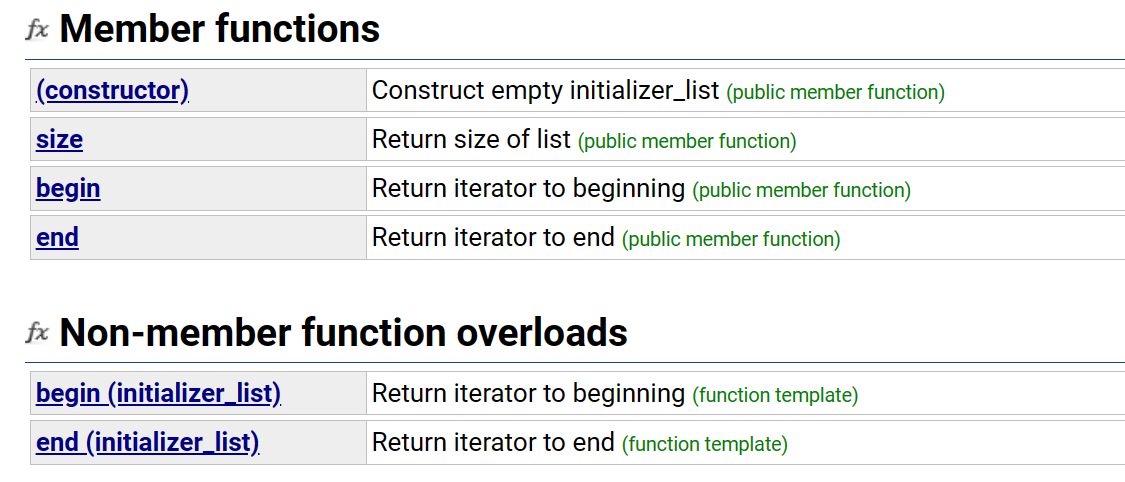 fx Member functions
(constructor) Construct empty initializer_list (public member function)
size Return size of list (public member function)
begin Return iterator to beginning (public member function)
end Return iterator to end (public member function)
fx Non-member function overloads
begin (initializer_list) Return iterator to beginning (function template)
end (initializer_list) Return iterator to end (function template)